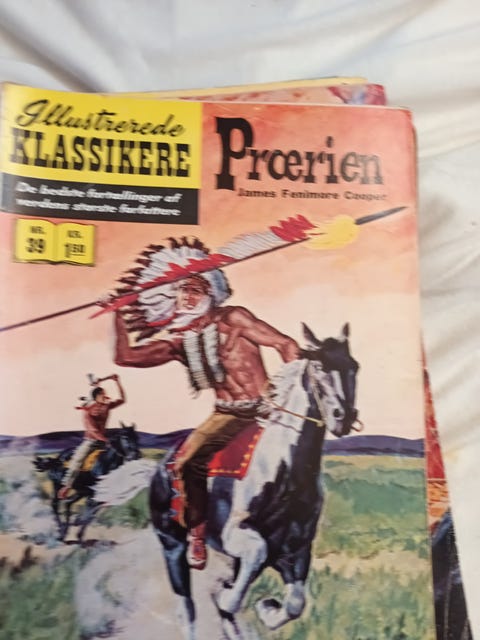 Illustrerede
KLASSIKERE
De bedste fortællinger af
verdens største forfattere
NR.
39
KR.
1.50
Prærien
James Fenimore Cooper